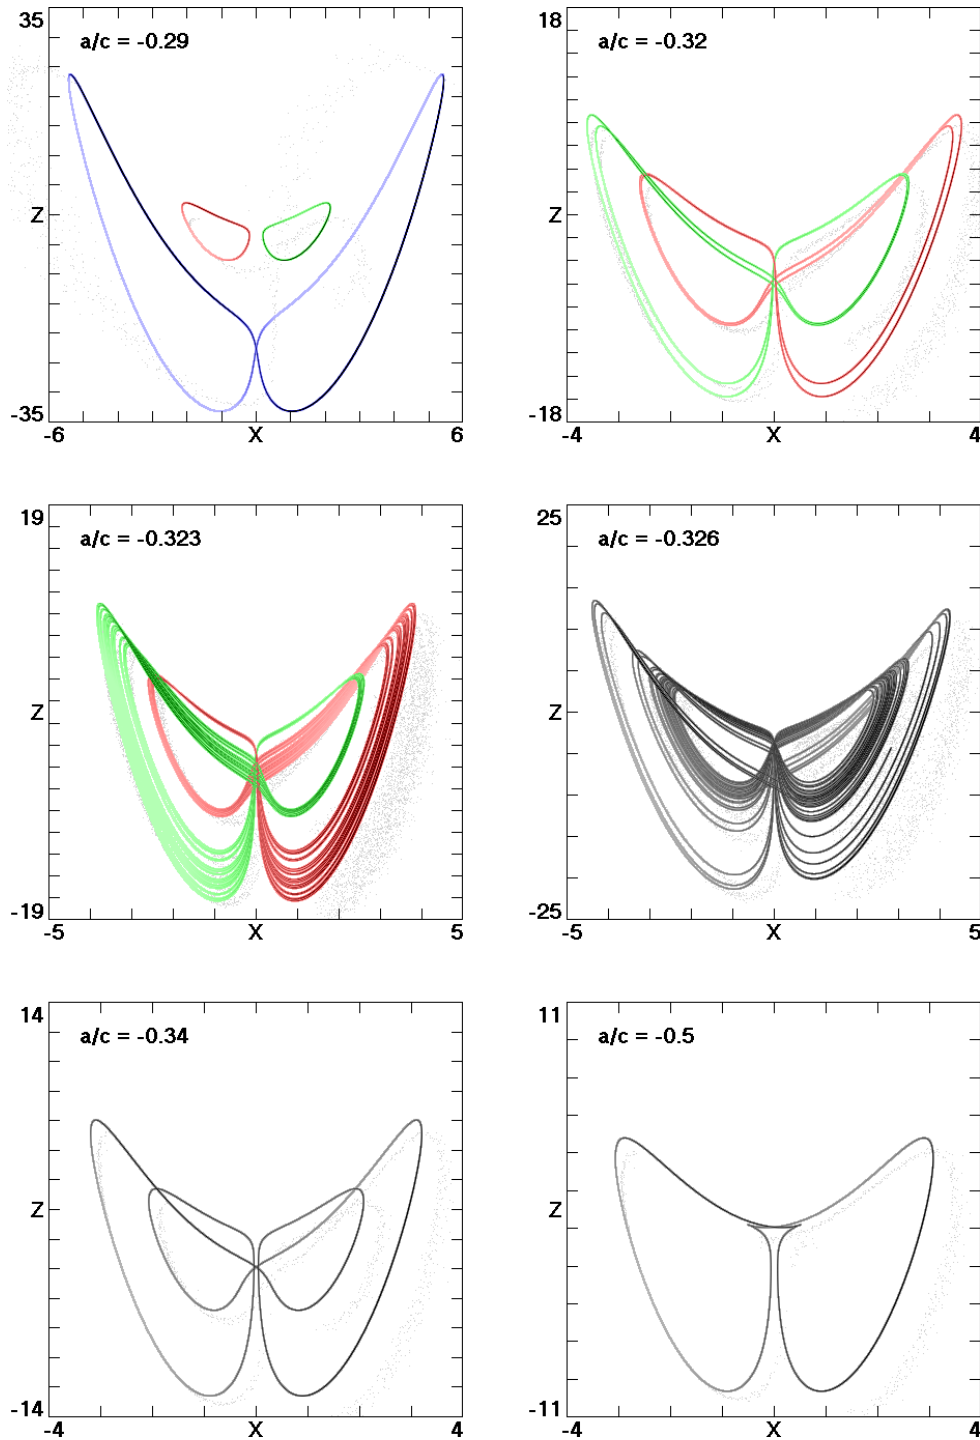 35
a/c = -0.29
Z
-35
-6
X
6
18
a/c = -0.32
Z
-18
-4
X
4
19
a/c = -0.323
Z
-19
-5
X
5
25
a/c = -0.326
Z
-25
-5
X
5
14
a/c = -0.34
Z
-14
-4
X
4
11
a/c = -0.5
Z
-11
-4
X
4